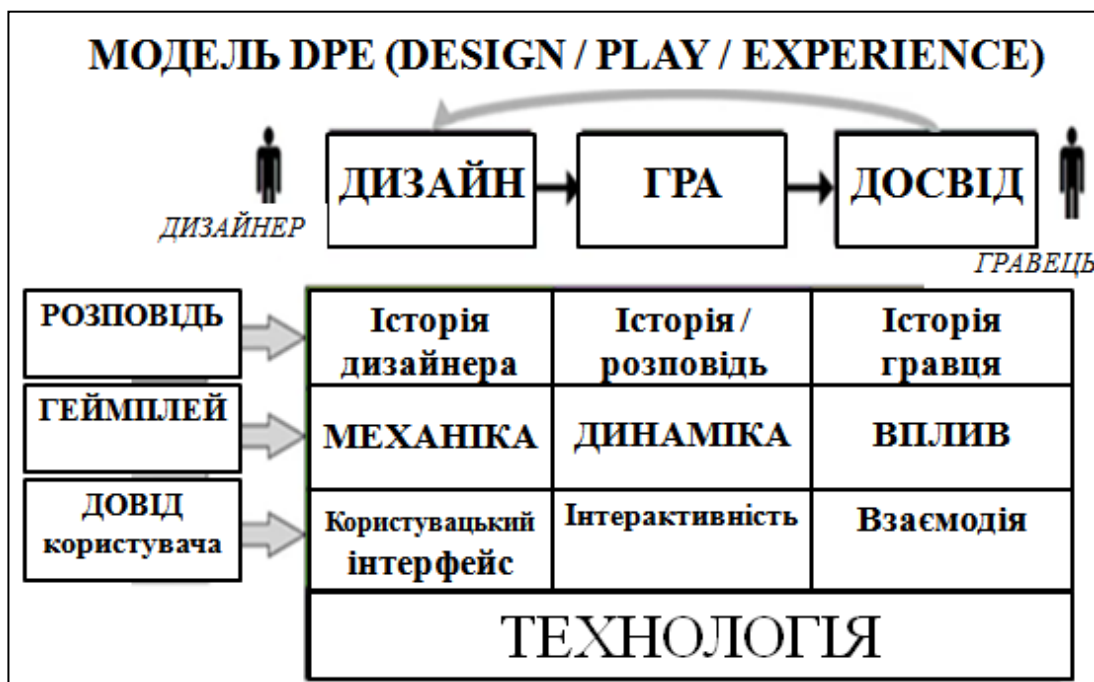 МОДЕЛЬ DPE (DESIGN / PLAY / EXPERIENCE)
ДИЗАЙН
ГРА
ДОСВІД
ДИЗАЙНЕР
ГРАВЕЦЬ
РОЗПОВІДЬ
Історія
дизайнера
Історія /
розповідь
Історія
гравця
ГЕЙМПЛЕЙ
МЕХАНІКА
ДИНАМІКА
ВПЛИВ
ДОВІД
користувача
Користувацький
інтерфейс
Інтерактивність
Взаємодія
ТЕХНОЛОГІЯ